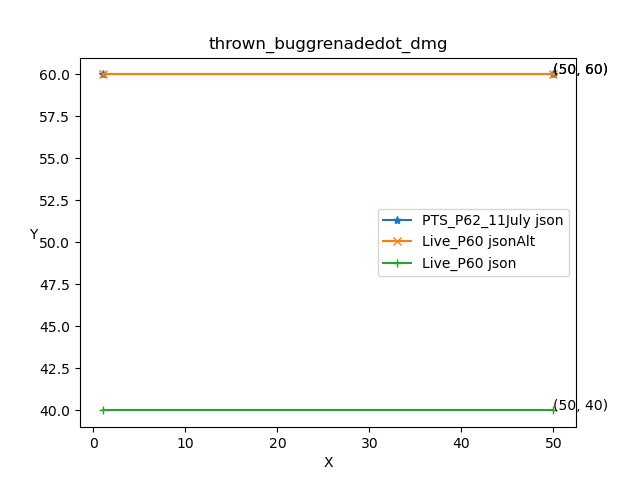 thrown_buggrenadedot_dmg
(50, 60)
60.0
57.5
55.0
52.5
50.0
47.5
45.0
42.5
40.0
Y
PTS_P62_11July json
Live_P60 jsonAlt
Live_P60 json
(50, 40)
0
10
20
30
40
50
X